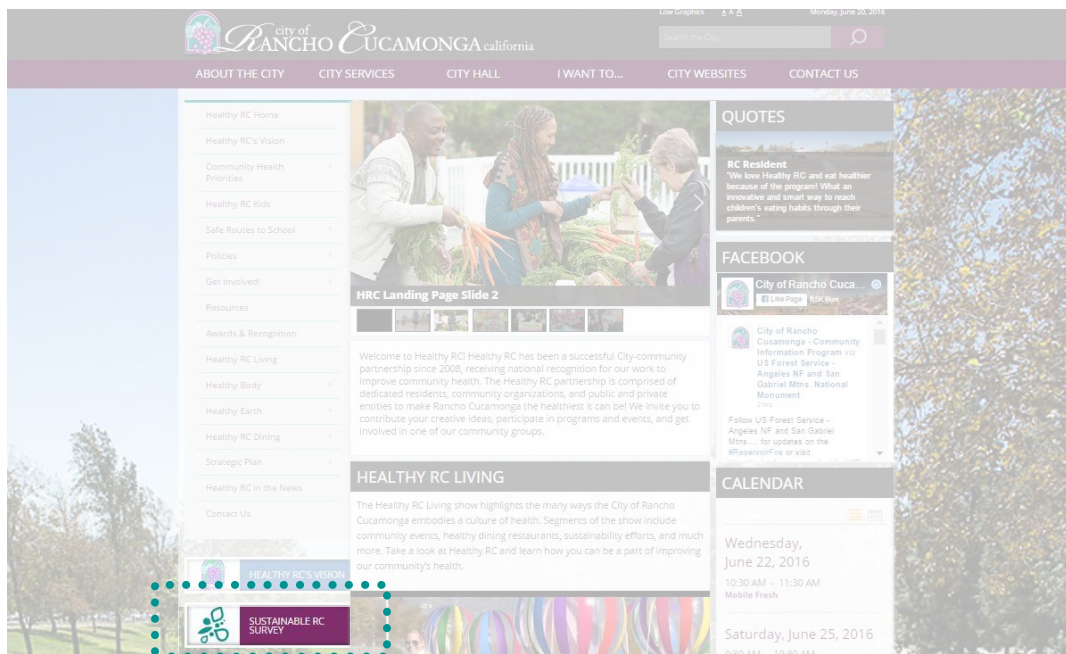 city of
RANCHO CUCAMONGA california
Low Graphics A A A Monday, June 20, 2016
Search the City...
ABOUT THE CITY CITY SERVICES CITY HALL I WANT TO... CITY WEBSITES CONTACT US
Healthy RC Home
Healthy RC's Vision
Community Health
Priorities
Healthy RC Kids
Safe Routes to School
Policies
Get Involved!
Resources
Awards & Recognition
Healthy RC Living
Healthy Body
Healthy Earth
Healthy RC Dining
Strategic Plan
Healthy RC in the News
Contact Us
HEALTHY RC'S VISION
SUSTAINABLE RC
SURVEY
HRC Landing Page Slide 2
Welcome to Healthy RC! Healthy RC has been a successful City-community
partnership since 2008, receiving national recognition for our work to
improve community health. The Healthy RC partnership is comprised of
dedicated residents, community organizations, and public and private
entities to make Rancho Cucamonga the healthiest it can be! We invite you to
contribute your creative ideas, participate in programs and events, and get
involved in one of our community groups.
HEALTHY RC LIVING
The Healthy RC Living show highlights the many ways the City of Rancho
Cucamonga embodies a culture of health. Segments of the show include
community events, healthy dining restaurants, sustainability efforts, and much
more. Take a look at Healthy RC and learn how you can be a part of improving
our community's health.
QUOTES
RC Resident
"We love Healthy RC and eat healthier
because of the program! What an
innovative and smart way to reach
children's eating habits through their
parents."
FACEBOOK
City of Rancho Cuca...
Like Page likes
City of Rancho
Cucamonga - Community
Information Program via
US Forest Service -
Angeles NF and San
Gabriel Mtns. National
Monument
2 hrs
Follow US Forest Service -
Angeles NF and San Gabriel
Mtns.... for updates on the
#ReservoirFire or visit
CALENDAR
Wednesday,
June 22, 2016
10:30 AM - 11:30 AM
Mobile Fresh
Saturday, June 25, 2016
9:30 AM - 10:30 AM